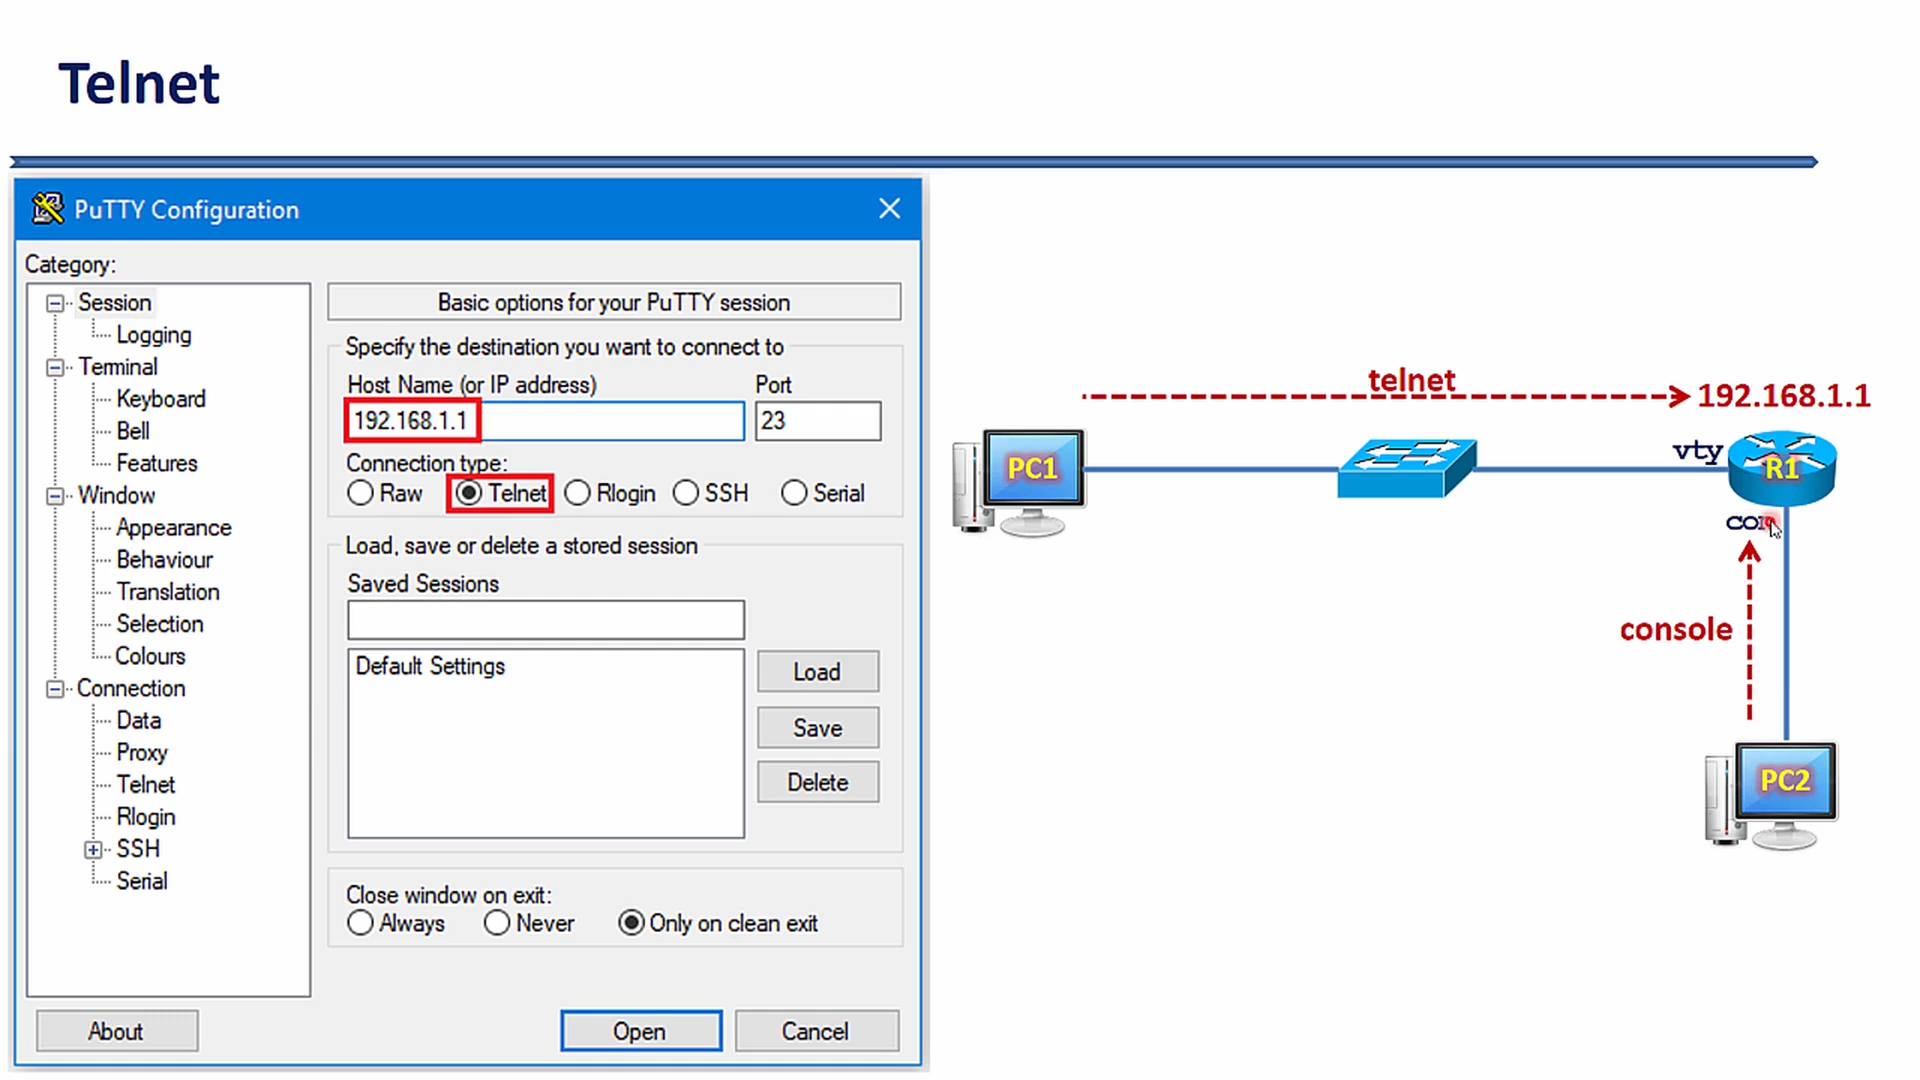 Telnet
PuTTY Configuration
Category:
Session
Logging
Terminal
Keyboard
Bell
Features
Window
Appearance
Behaviour
Translation
Selection
Colours
Connection
Data
Proxy
Telnet
Rlogin
SSH
Serial
Basic options for your PuTTY session
Specify the destination you want to connect to
Host Name (or IP address) Port
192.168.1.1 23
Connection type:
Raw Telnet Rlogin SSH Serial
Load, save or delete a stored session
Saved Sessions
Default Settings
Load
Save
Delete
Close window on exit:
Always Never Only on clean exit
About Open Cancel
telnet
192.168.1.1
PC1
vty
R1
console
PC2